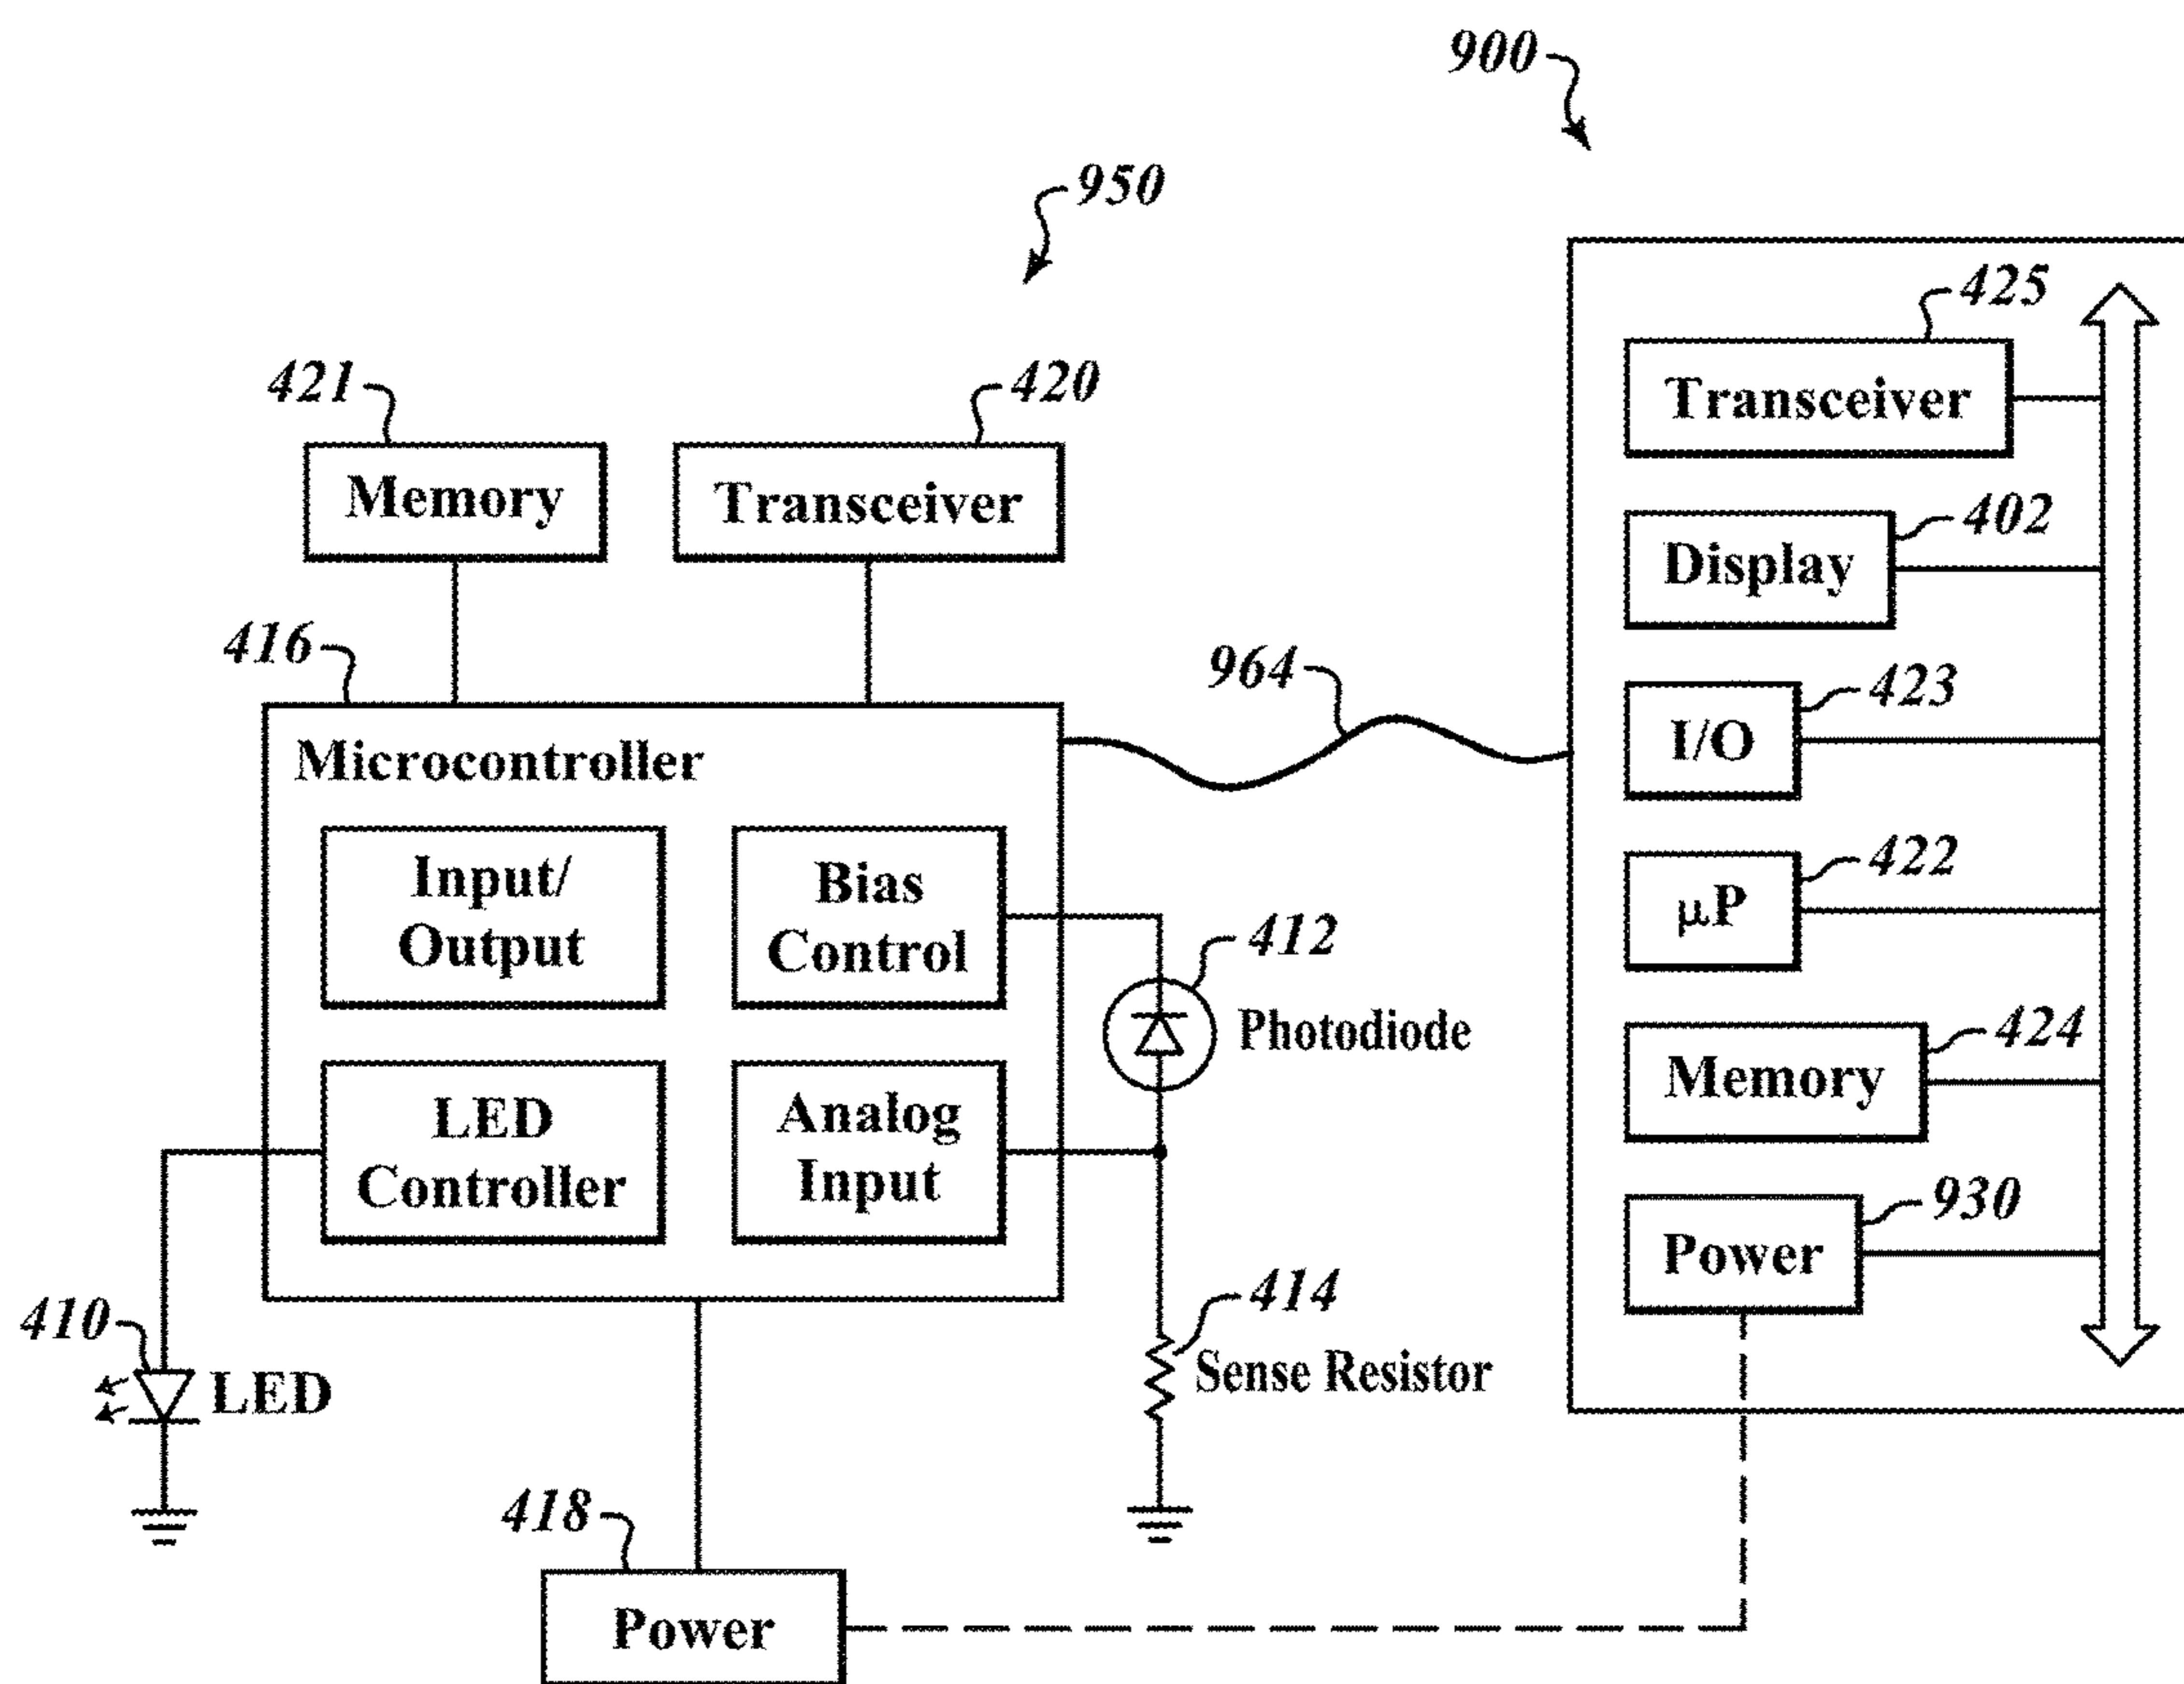 900
950
425
Transceiver
421
420
Memory
Transceiver
402
Display
416
964
423
I/O
Microcontroller
Input/
Output
Bias
Control
422
µP
412
Photodiode
424
Memory
LED
Controller
Analog
Input
930
Power
410
LED
414
Sense Resistor
418
Power